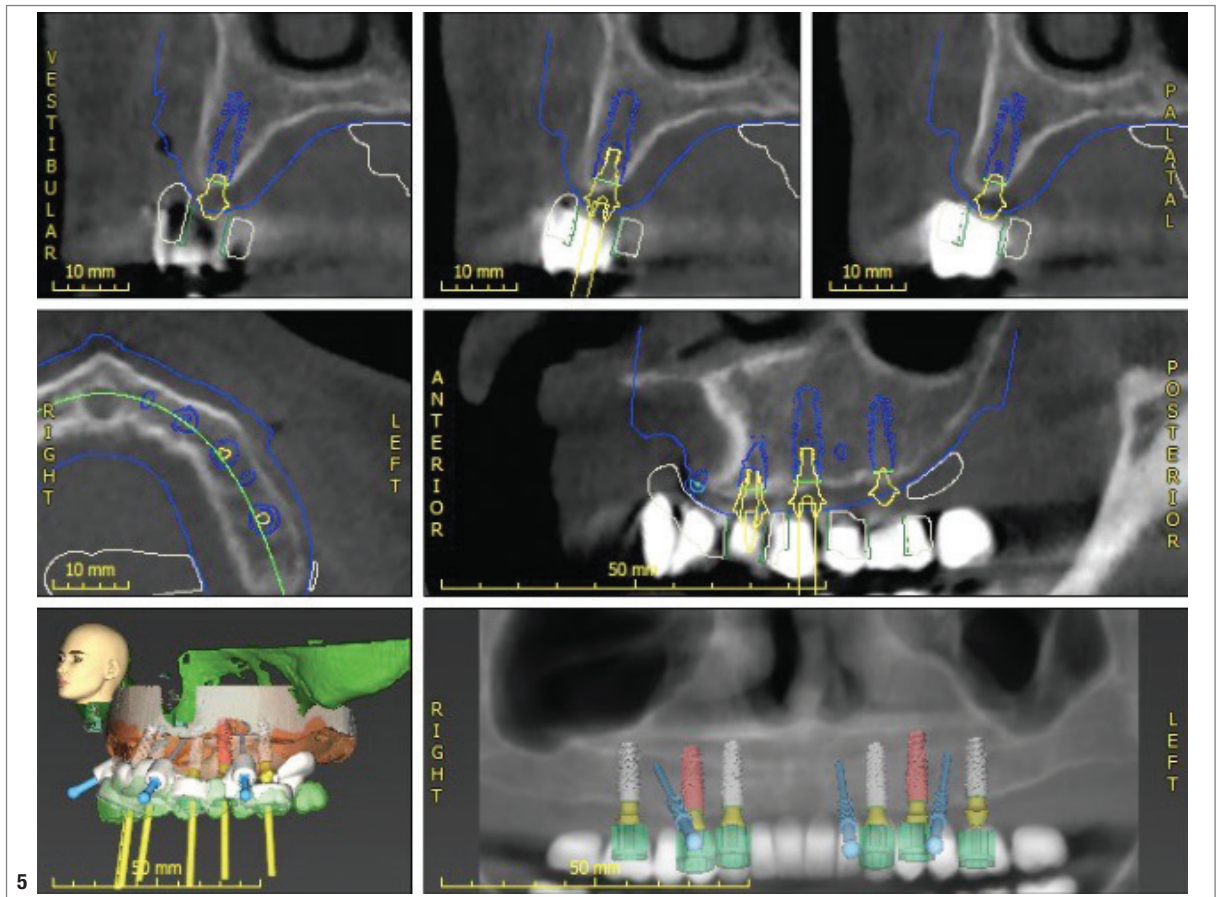 VESTIBULAR
10 mm
10 mm
PALATAL
10 mm
RIGHT
LEFT
10 mm
ANTERIOR
POSTERIOR
50 mm
50 mm
RIGHT
LEFT
50 mm
5